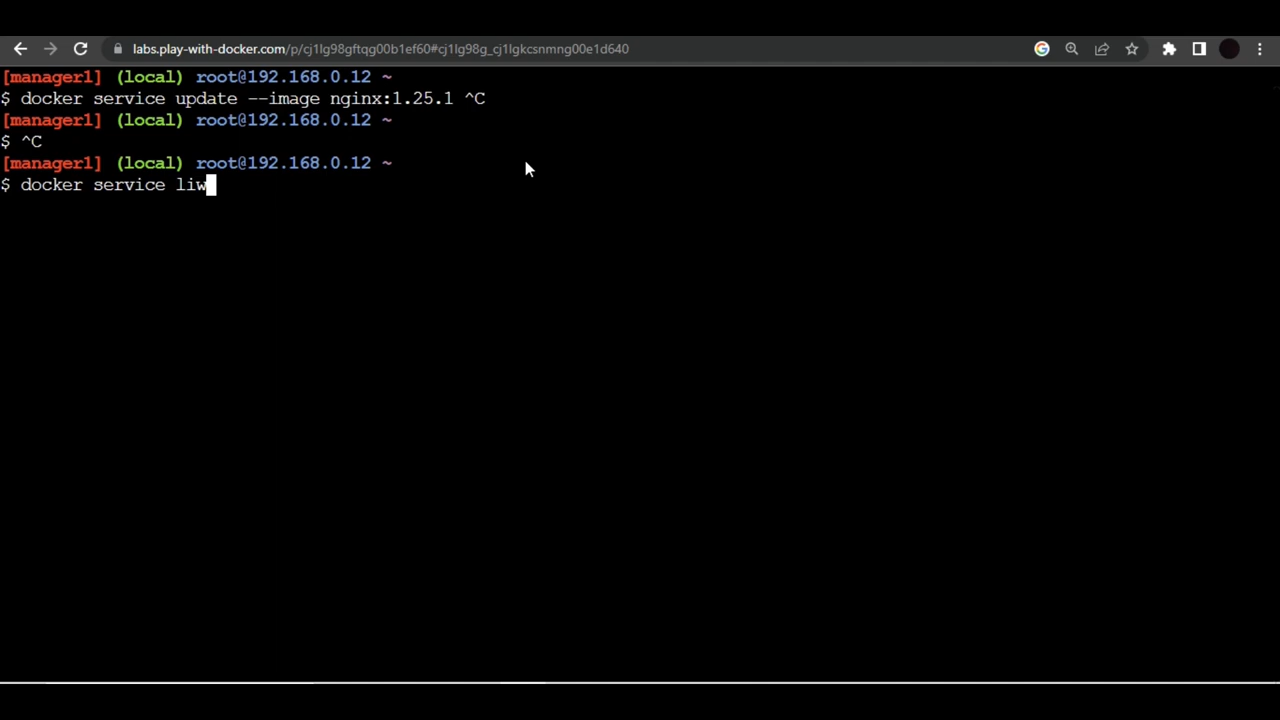 labs.play-with-docker.com/p/cj1lg98gftqg00b1ef60#cj1lg98g_cj1lgkcsnmng00e1d640
[manager1] (local) root@192.168.0.12 ~
$ docker service update --image nginx:1.25.1 ^C
[manager1] (local) root@192.168.0.12 ~
$ ^C
[manager1] (local) root@192.168.0.12 ~
$ docker service liw